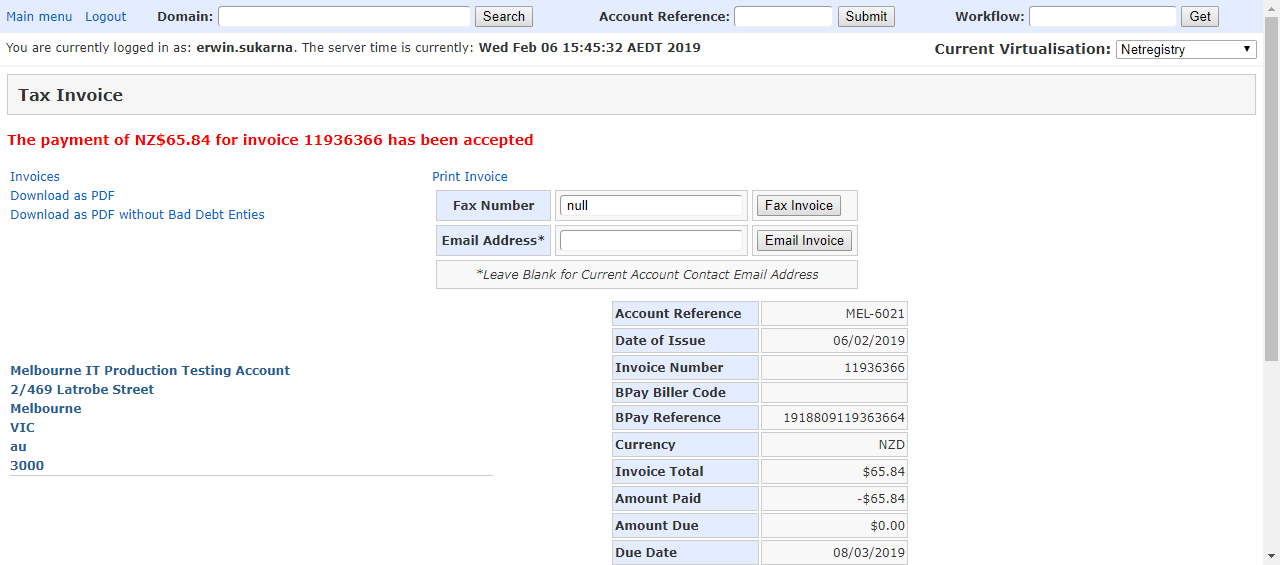 Main menu Logout Domain: Search Account Reference: Submit Workflow: Get
You are currently logged in as: erwin.sukarna. The server time is currently: Wed Feb 06 15:45:32 AEDT 2019 Current Virtualisation: Netregistry
Tax Invoice
The payment of NZ$65.84 for invoice 11936366 has been accepted
Invoices
Download as PDF
Download as PDF without Bad Debt Enties
Print Invoice
Fax Number null Fax Invoice
Email Address* Email Invoice
*Leave Blank for Current Account Contact Email Address
Melbourne IT Production Testing Account
2/469 Latrobe Street
Melbourne
VIC
au
3000
Account Reference MEL-6021
Date of Issue 06/02/2019
Invoice Number 11936366
BPay Biller Code
BPay Reference 1918809119363664
Currency NZD
Invoice Total $65.84
Amount Paid -$65.84
Amount Due $0.00
Due Date 08/03/2019